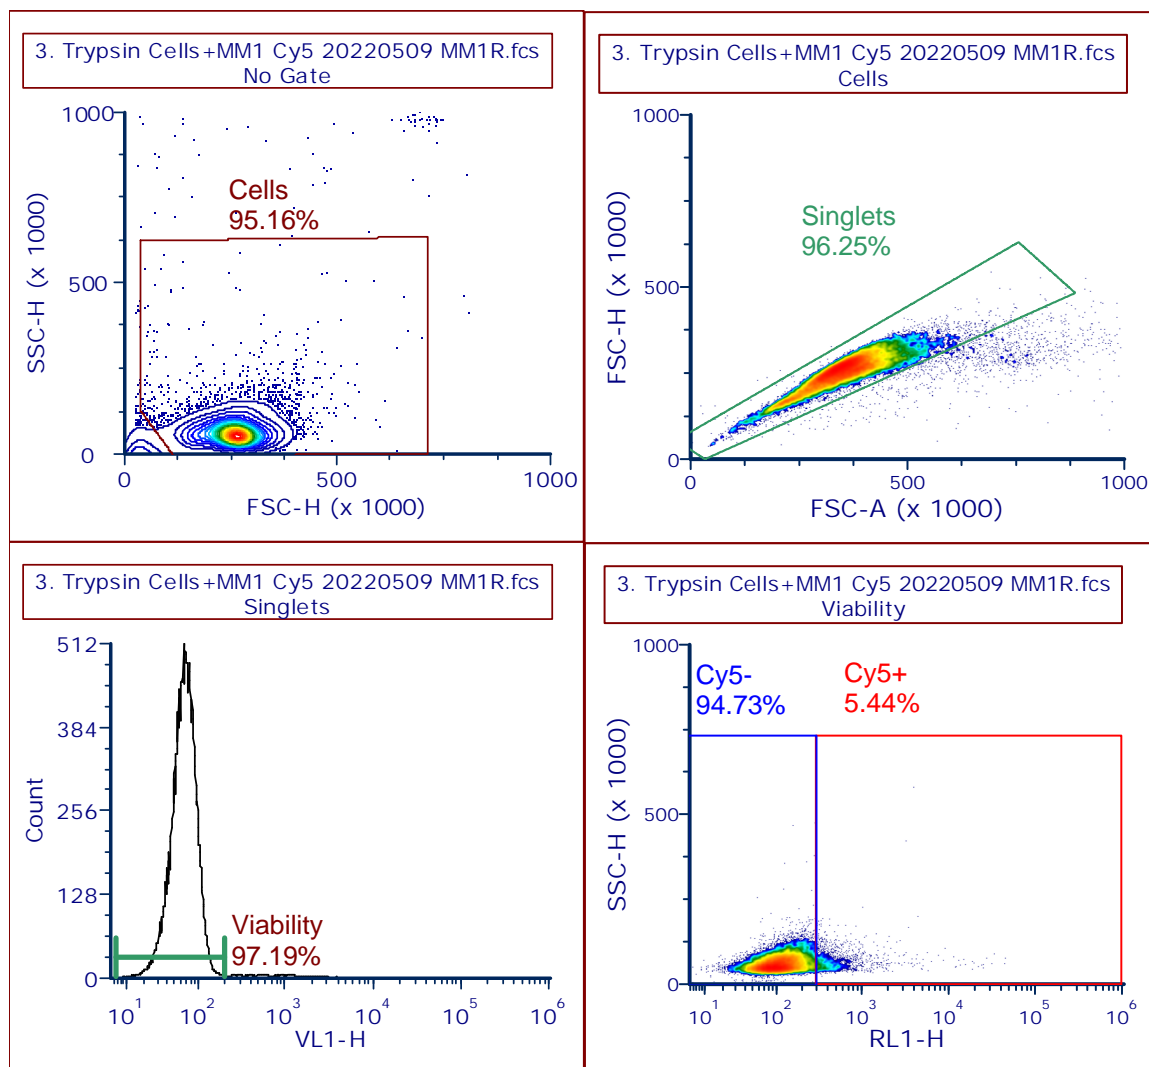 3. Trypsin Cells+MM1 Cy5 20220509 MM1R.fcs
No Gate
1000
500
0
SSC-H (x 1000)
Cells
95.16%
0
500
1000
FSC-H (x 1000)
3. Trypsin Cells+MM1 Cy5 20220509 MM1R.fcs
Cells
1000
500
0
FSC-H (x 1000)
Singlets
96.25%
0
500
1000
FSC-A (x 1000)
3. Trypsin Cells+MM1 Cy5 20220509 MM1R.fcs
Singlets
512
384
256
128
0
Count
Viability
97.19%
10^1
10^2
10^3
10^4
10^5
10^6
VL1-H
3. Trypsin Cells+MM1 Cy5 20220509 MM1R.fcs
Viability
1000
500
0
SSC-H (x 1000)
Cy5-
94.73%
Cy5+
5.44%
10^1
10^2
10^3
10^4
10^5
10^6
RL1-H